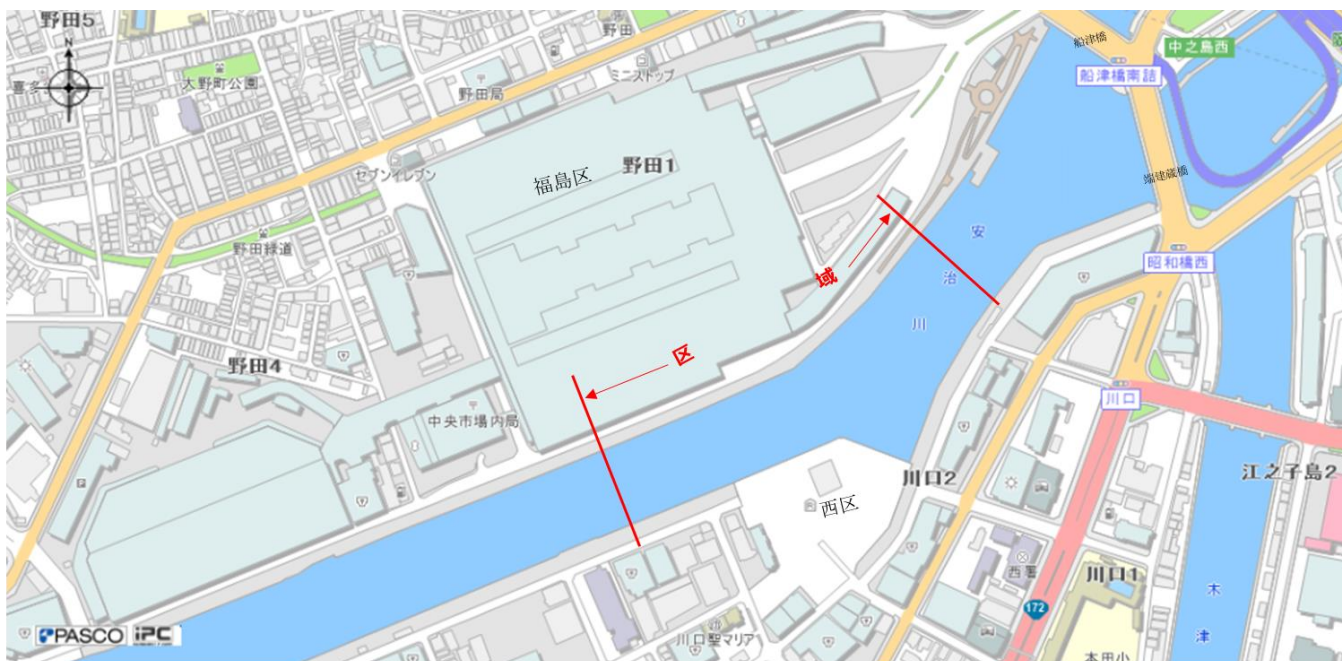 野田5
N
喜多
大野町公園
野田
ミニストップ
野田局
船津橋
中之島西
船津橋南詰
セブンイレブン
福島区
野田1
端建蔵橋
野田緑道
域
安
治
川
昭和橋西
野田4
区
中央市場内局
川口
川口2
江之子島2
西区
西署
川口1
172
木
津
川口聖マリア
本田小
PASCO iPC